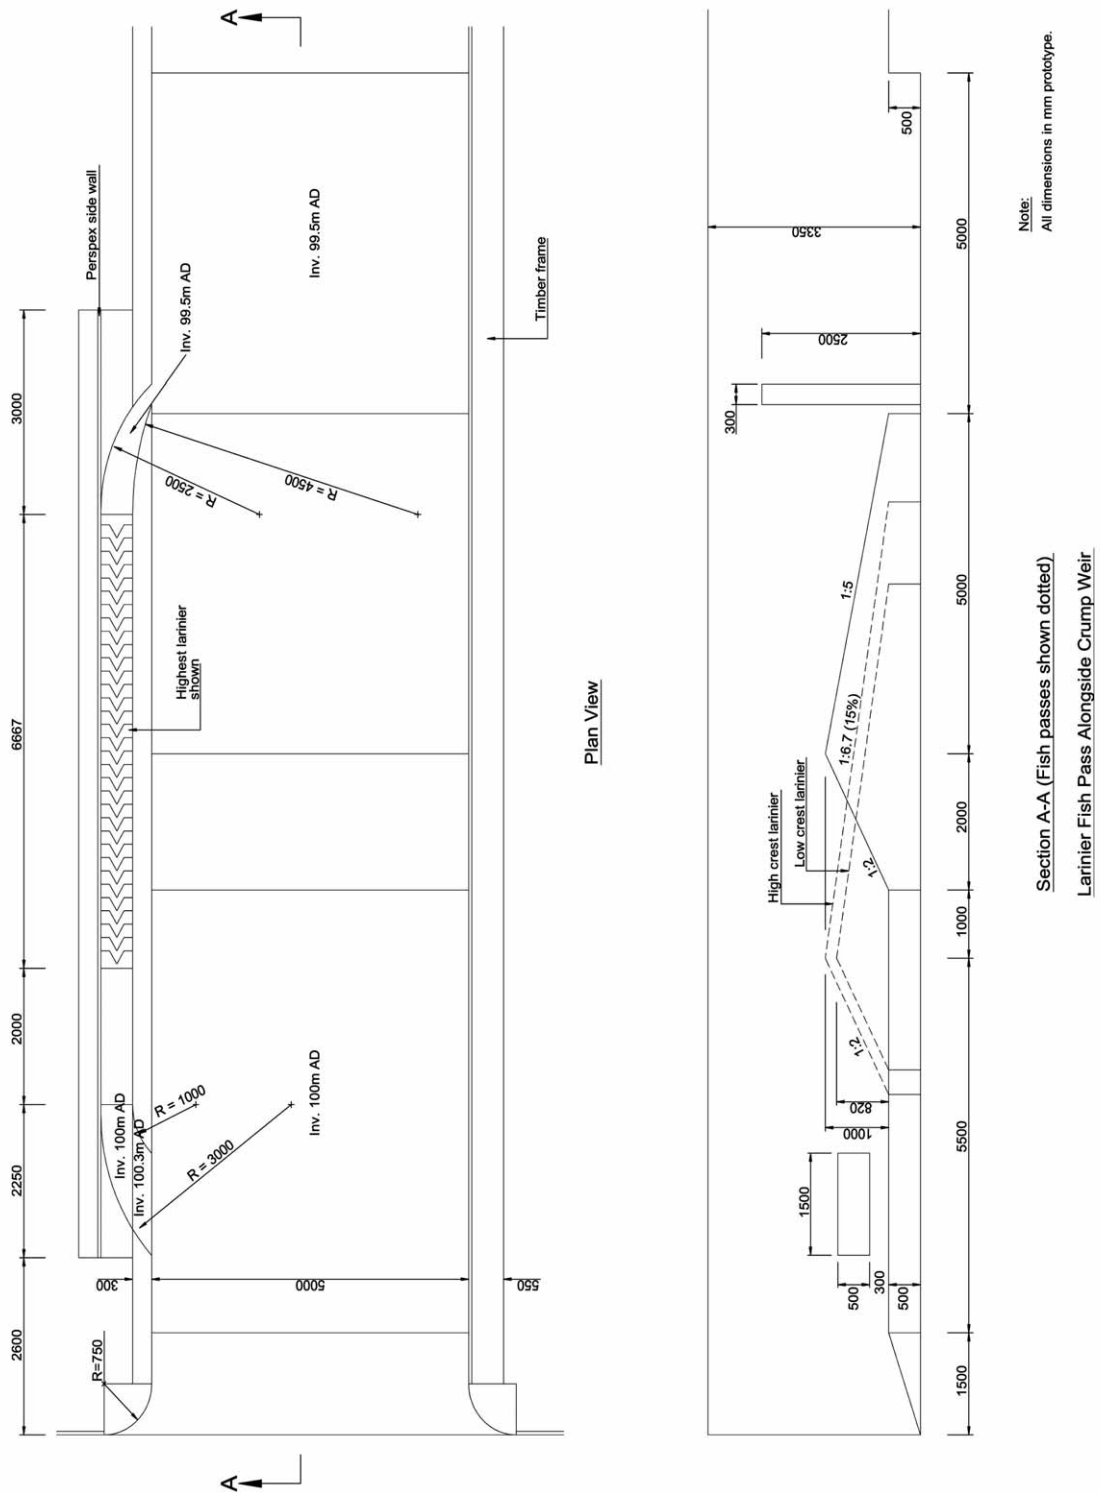 A
A
Perspex side wall
3000
Inv. 99.5m AD
Inv. 99.5m AD
R = 2500
R = 4500
Timber frame
6667
Highest larinier
shown
2000
Inv. 100m AD
Inv. 100.3m AD
R = 1000
R = 3000
Inv. 100m AD
2250
300
5000
550
2600
R=750
Plan View
3350
500
5000
2500
300
1:5
5000
1:6.7 (15%)
High crest larinier
Low crest larinier
1:2
2000
1000
1:2
820
1000
5500
1500
500
300
500
1500
Note:
All dimensions in mm prototype.
Section A-A (Fish passes shown dotted)
Larinier Fish Pass Alongside Crump Weir